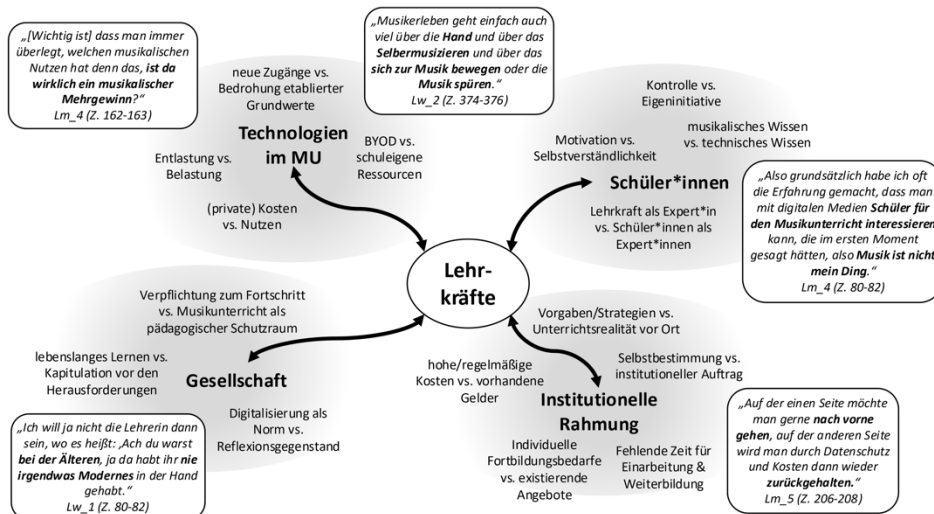 „[Wichtig ist] dass man immer
überlegt, welchen musikalischen
Nutzen hat denn das, ist da
wirklich ein musikalischer
Mehrgewinn?“
Lm_4 (Z. 162-163)
„Musikerleben geht einfach auch
viel über die Hand und über das
Selbermusizieren und über das
sich zur Musik bewegen oder die
Musik spüren.“
Lw_2 (Z. 374-376)
neue Zugänge vs.
Bedrohung etablierter
Grundwerte
Technologien
im MU
Entlastung vs.
Belastung
BYOD vs.
schuleigene
Ressourcen
(private) Kosten
vs. Nutzen
Kontrolle vs.
Eigeninitiative
Motivation vs.
Selbstverständlichkeit
musikalisches Wissen
vs. technisches Wissen
Schüler*innen
Lehrkraft als Expert*in
vs. Schüler*innen als
Expert*innen
„Also grundsätzlich habe ich oft
die Erfahrung gemacht, dass man
mit digitalen Medien Schüler für
den Musikunterricht interessieren
kann, die im ersten Moment
gesagt hätten, also Musik ist nicht
mein Ding.“
Lm_4 (Z. 80-82)
Lehr-
kräfte
Verpflichtung zum Fortschritt
vs. Musikunterricht als
pädagogischer Schutzraum
lebenslanges Lernen vs.
Kapitulation vor den
Herausforderungen
Gesellschaft
Digitalisierung als
Norm vs.
Reflexionsgegenstand
„Ich will ja nicht die Lehrerin dann
sein, wo es heißt: ‚Ach du warst
bei der Älteren, ja da habt ihr nie
irgendwas Modernes in der Hand
gehabt.“
Lw_1 (Z. 80-82)
Vorgaben/Strategien vs.
Unterrichtsrealität vor Ort
hohe/regelmäßige
Kosten vs. vorhandene
Gelder
Selbstbestimmung vs.
institutioneller Auftrag
Institutionelle
Rahmung
Individuelle
Fortbildungsbedarfe
vs. existierende
Angebote
Fehlende Zeit für
Einarbeitung &
Weiterbildung
„Auf der einen Seite möchte
man gerne nach vorne
gehen, auf der anderen Seite
wird man durch Datenschutz
und Kosten dann wieder
zurückgehalten.“
Lm_5 (Z. 206-208)